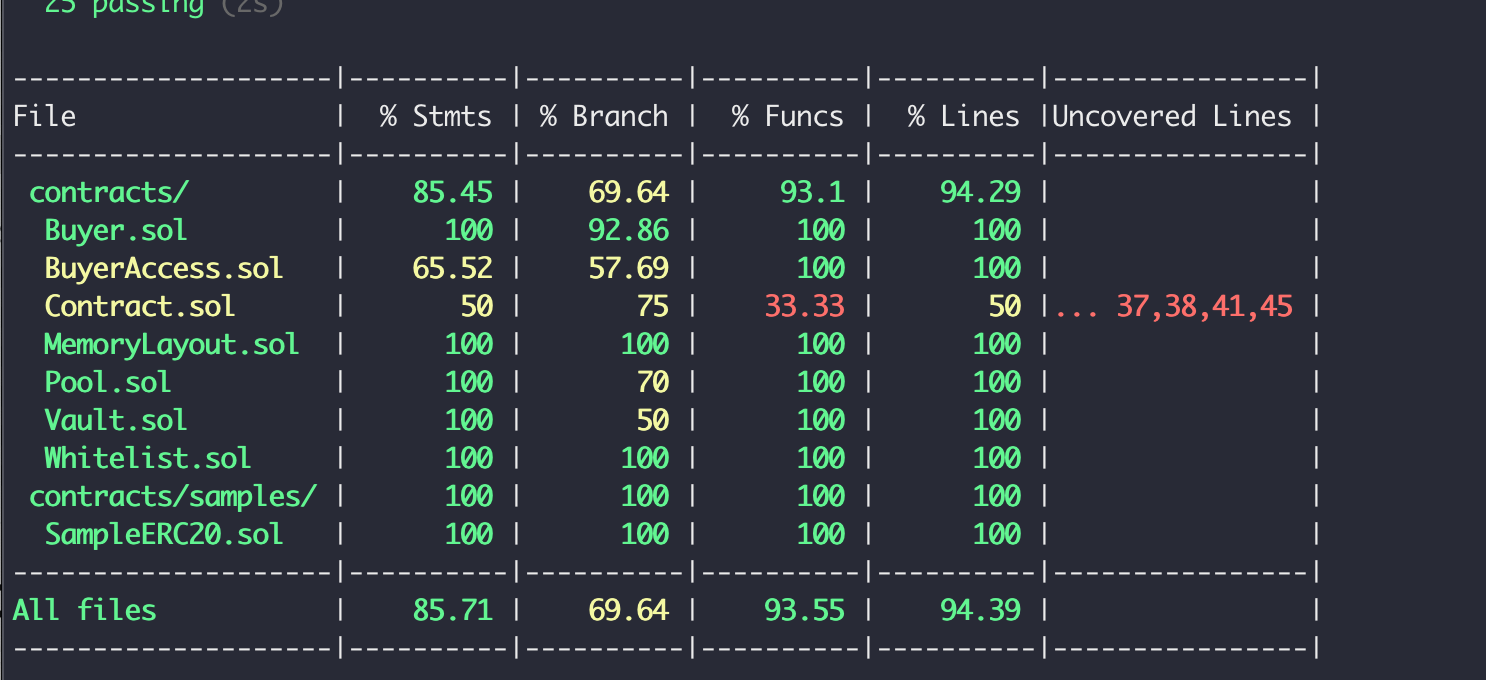 25 passing (2s)
--------------------|----------|----------|----------|----------|----------------|
File                |  % Stmts | % Branch |  % Funcs |  % Lines |Uncovered Lines |
--------------------|----------|----------|----------|----------|----------------|
 contracts/         |    85.45 |    69.64 |     93.1 |    94.29 |                |
  Buyer.sol         |      100 |    92.86 |      100 |      100 |                |
  BuyerAccess.sol   |    65.52 |    57.69 |      100 |      100 |                |
  Contract.sol      |       50 |       75 |    33.33 |       50 |... 37,38,41,45 |
  MemoryLayout.sol  |      100 |      100 |      100 |      100 |                |
  Pool.sol          |      100 |       70 |      100 |      100 |                |
  Vault.sol         |      100 |       50 |      100 |      100 |                |
  Whitelist.sol     |      100 |      100 |      100 |      100 |                |
 contracts/samples/ |      100 |      100 |      100 |      100 |                |
  SampleERC20.sol   |      100 |      100 |      100 |      100 |                |
--------------------|----------|----------|----------|----------|----------------|
All files           |    85.71 |    69.64 |    93.55 |    94.39 |                |
--------------------|----------|----------|----------|----------|----------------|